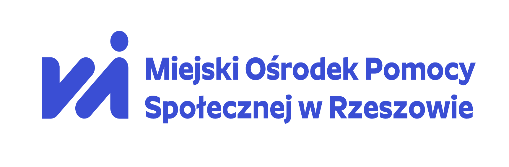 Miejski Ośrodek Pomocy
Społecznej w Rzeszowie